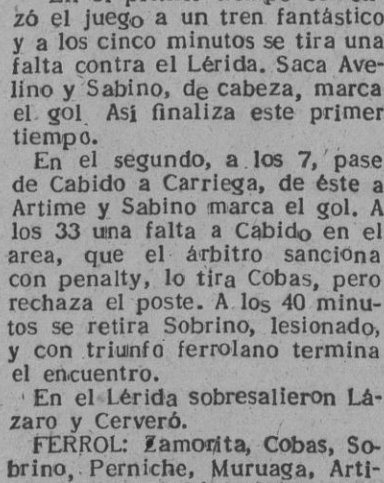 zó el juego a un tren fantástico
y a los cinco minutos se tira una
falta contra el Lérida. Saca Ave-
lino y Sabino, de cabeza, marca
el gol. Así finaliza este primer
tiempo.
En el segundo, a los 7, pase
de Cabido a Carriega, de éste a
Artime y Sabino marca el gol. A
los 33 una falta a Cabido en el
area, que el árbitro sanciona
con penalty, lo tira Cobas, pero
rechaza el poste. A los 40 minu-
tos se retira Sobrino, lesionado,
y con triunfo ferrolano termina
el encuentro.
En el Lérida sobresalieron Lá-
zaro y Cerveró.
FERROL: Zamorita, Cobas, So-
brino, Perniche, Muruaga, Arti-